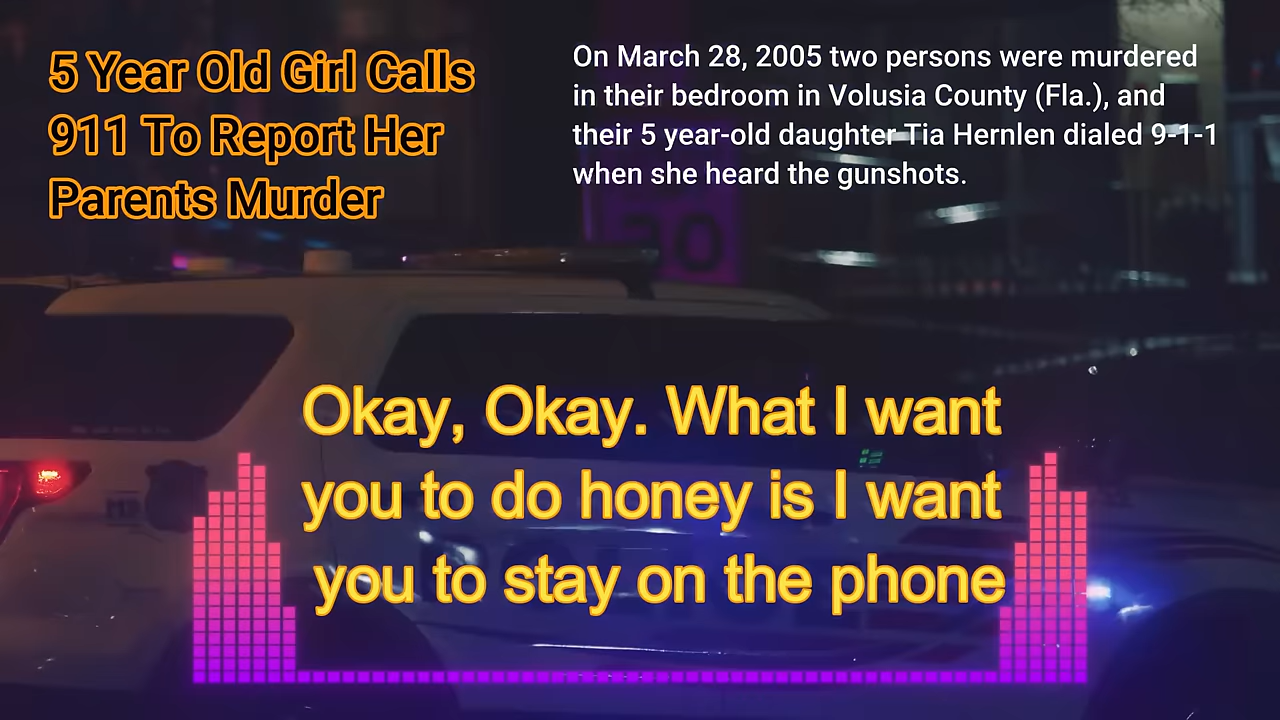 5 Year Old Girl Calls
911 To Report Her
Parents Murder
On March 28, 2005 two persons were murdered
in their bedroom in Volusia County (Fla.), and
their 5 year-old daughter Tia Hernlen dialed 9-1-1
when she heard the gunshots.
30
Okay, Okay. What I want
you to do honey is I want
you to stay on the phone